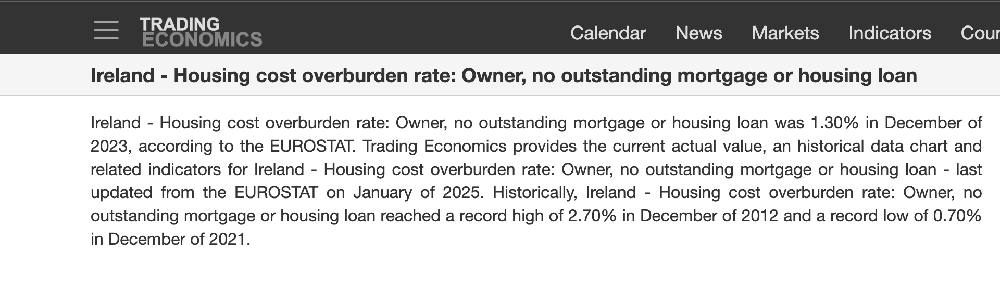 TRADING
ECONOMICS
Calendar News Markets Indicators
Ireland - Housing cost overburden rate: Owner, no outstanding mortgage or housing loan
Ireland - Housing cost overburden rate: Owner, no outstanding mortgage or housing loan was 1.30% in December of
2023, according to the EUROSTAT. Trading Economics provides the current actual value, an historical data chart and
related indicators for Ireland - Housing cost overburden rate: Owner, no outstanding mortgage or housing loan - last
updated from the EUROSTAT on January of 2025. Historically, Ireland - Housing cost overburden rate: Owner, no
outstanding mortgage or housing loan reached a record high of 2.70% in December of 2012 and a record low of 0.70%
in December of 2021.